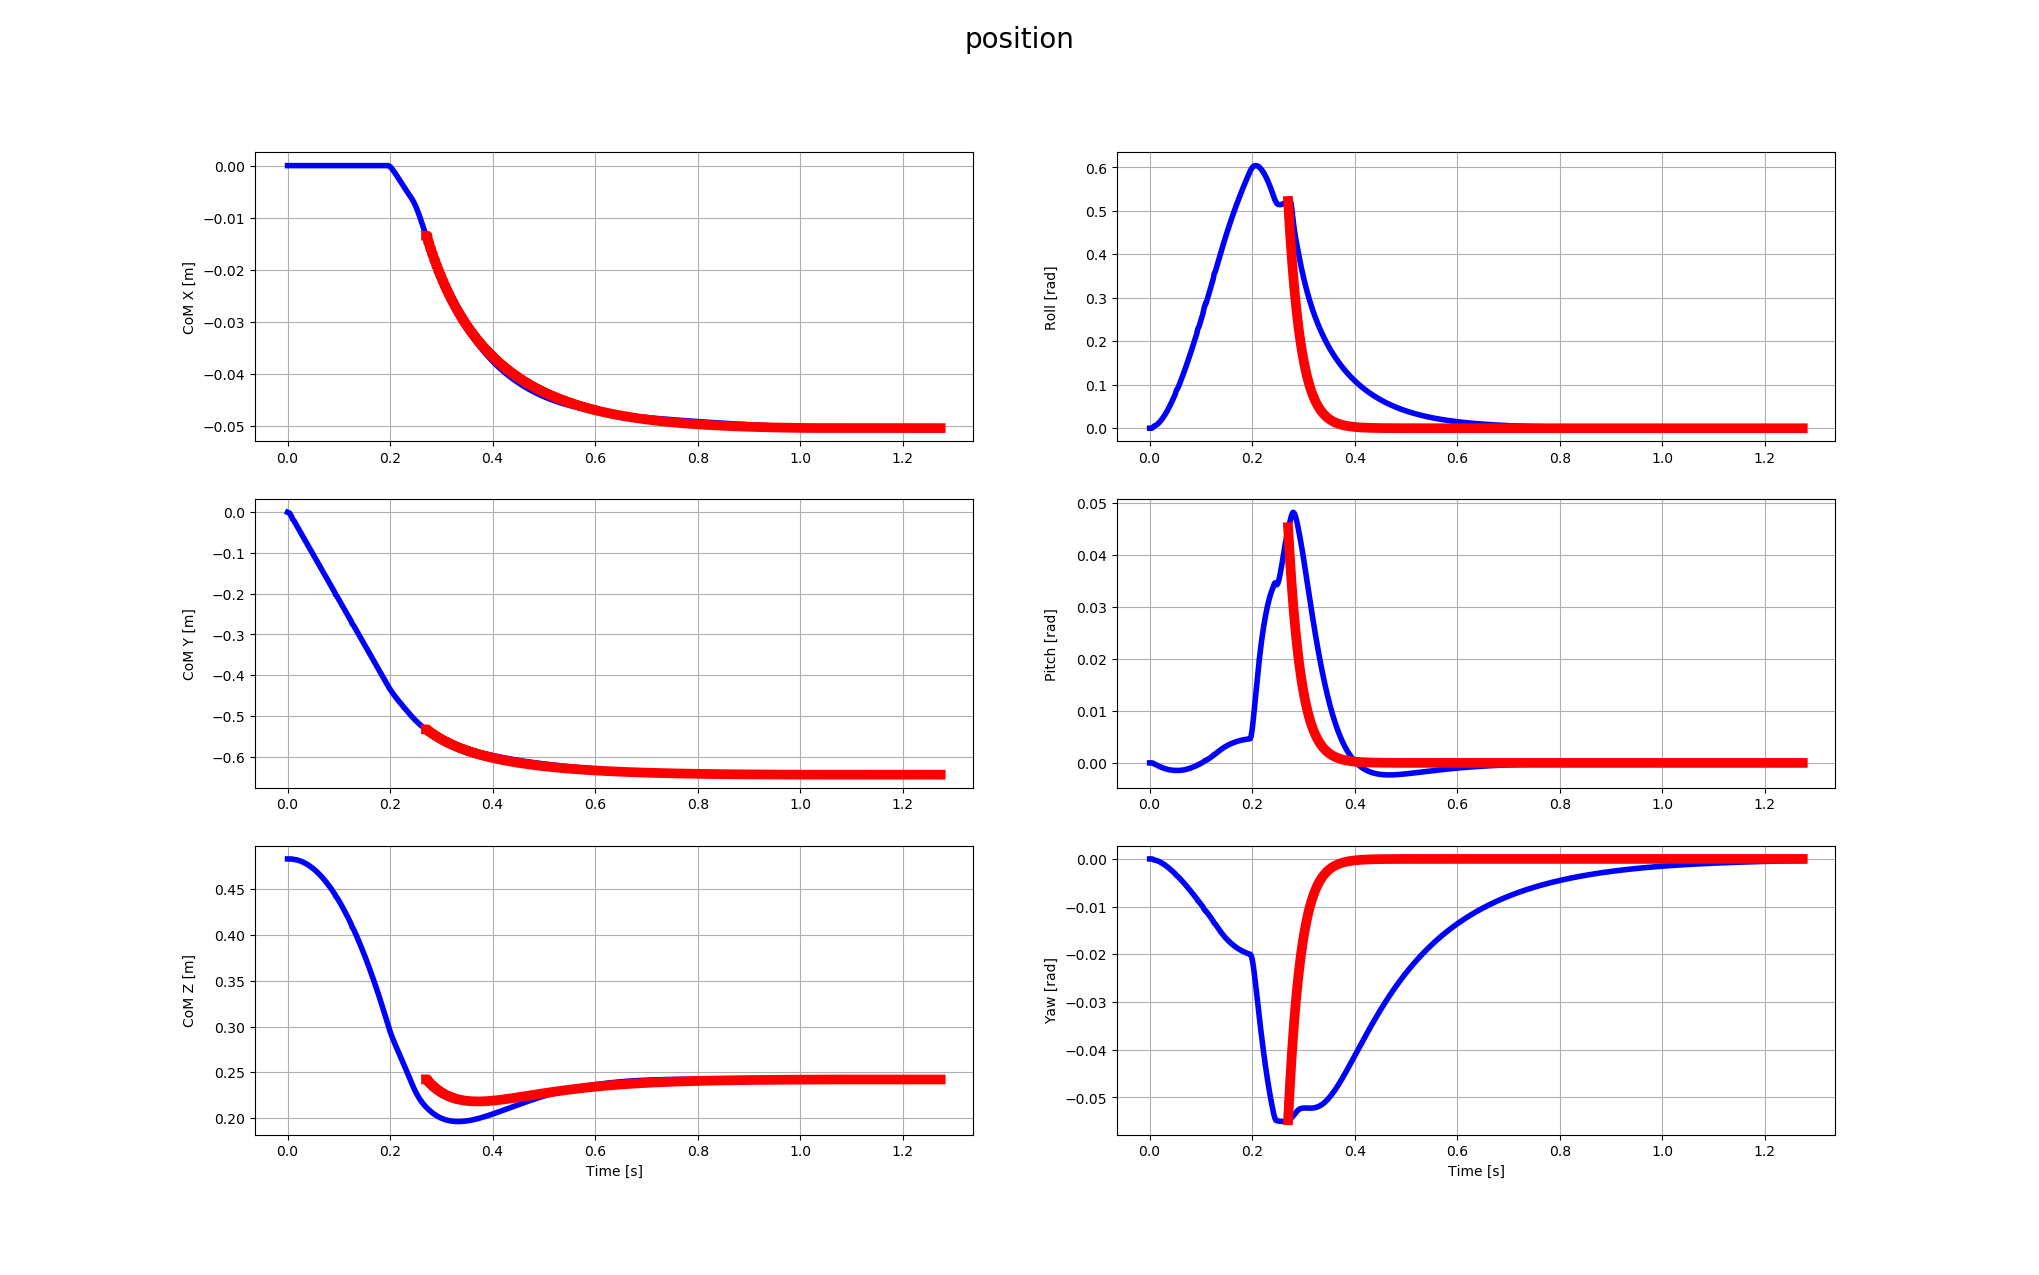 position
0.00
−0.01
−0.02
−0.03
−0.04
−0.05
CoM X [m]
0.0 0.2 0.4 0.6 0.8 1.0 1.2
0.6
0.5
0.4
0.3
0.2
0.1
0.0
Roll [rad]
0.0 0.2 0.4 0.6 0.8 1.0 1.2
0.0
−0.1
−0.2
−0.3
−0.4
−0.5
−0.6
CoM Y [m]
0.0 0.2 0.4 0.6 0.8 1.0 1.2
0.05
0.04
0.03
0.02
0.01
0.00
Pitch [rad]
0.0 0.2 0.4 0.6 0.8 1.0 1.2
0.45
0.40
0.35
0.30
0.25
0.20
CoM Z [m]
0.0 0.2 0.4 0.6 0.8 1.0 1.2
Time [s]
0.00
−0.01
−0.02
−0.03
−0.04
−0.05
Yaw [rad]
0.0 0.2 0.4 0.6 0.8 1.0 1.2
Time [s]